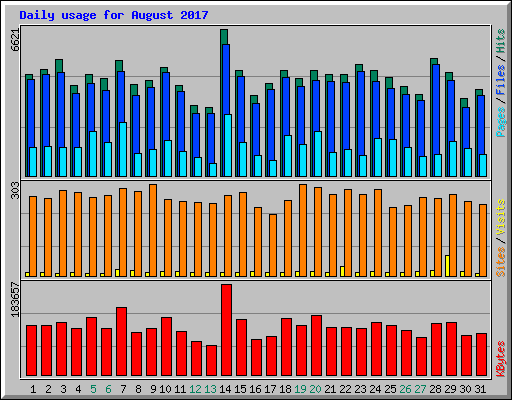 Daily usage for August 2017
6621
Pages / Files / Hits
303
Sites / Visits
183657
KBytes
1 2 3 4 5 6 7 8 9 10 11 12 13 14 15 16 17 18 19 20 21 22 23 24 25 26 27 28 29 30 31